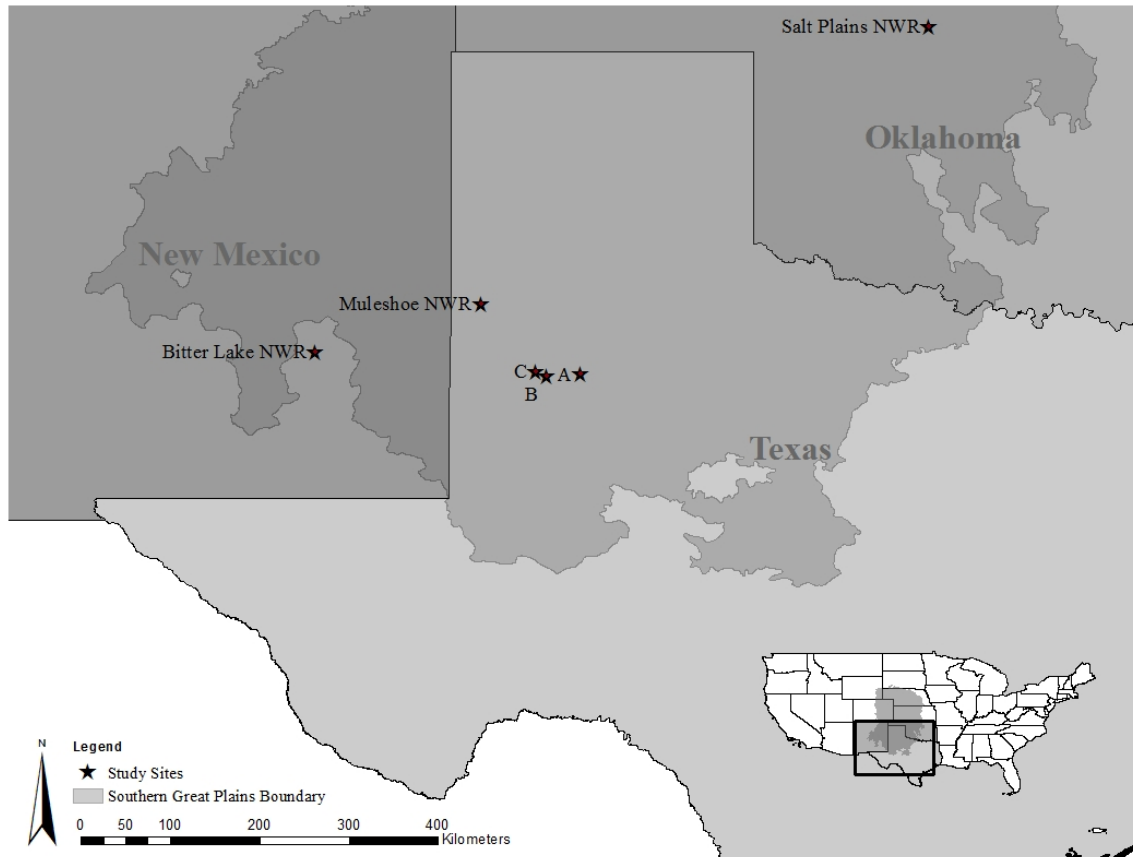 Salt Plains NWR
Oklahoma
New Mexico
Muleshoe NWR
Bitter Lake NWR
C
A
B
Texas
N
Legend
Study Sites
Southern Great Plains Boundary
0 50 100 200 300 400
Kilometers